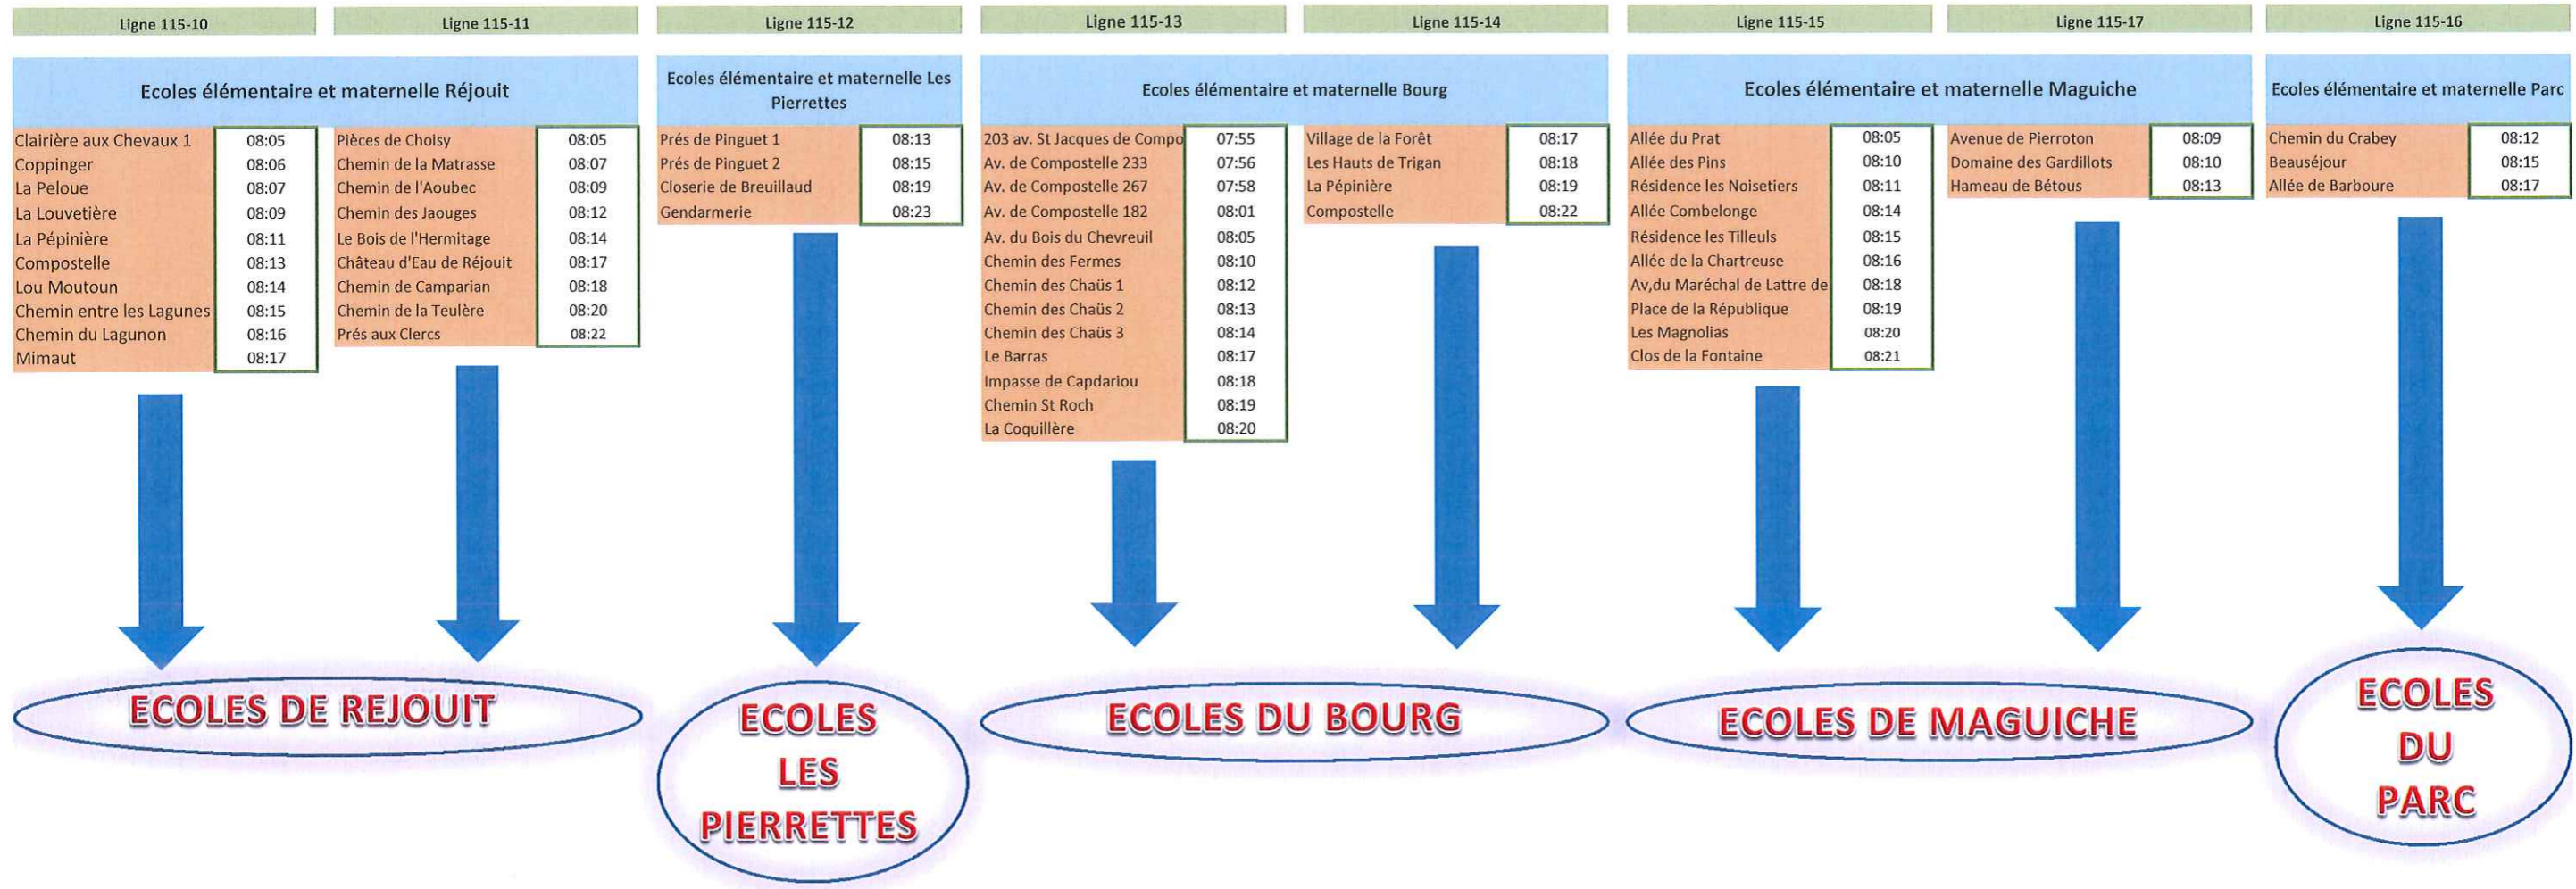 Ligne 115-10
Ligne 115-11
Ligne 115-12
Ligne 115-13
Ligne 115-14
Ligne 115-15
Ligne 115-17
Ligne 115-16
Ecoles élémentaire et maternelle Réjouit
Ecoles élémentaire et maternelle Les
Pierrettes
Ecoles élémentaire et maternelle Bourg
Ecoles élémentaire et maternelle Maguiche
Ecoles élémentaire et maternelle Parc
Clairière aux Chevaux 1 08:05
Coppinger 08:06
La Peloue 08:07
La Louvetière 08:09
La Pépinière 08:11
Compostelle 08:13
Lou Moutoun 08:14
Chemin entre les Lagunes 08:15
Chemin du Lagunon 08:16
Mimaut 08:17
Pièces de Choisy 08:05
Chemin de la Matrasse 08:07
Chemin de l'Aoubec 08:09
Chemin des Jaouges 08:12
Le Bois de l'Hermitage 08:14
Château d'Eau de Réjouit 08:17
Chemin de Camparian 08:18
Chemin de la Teulère 08:20
Prés aux Clercs 08:22
Prés de Pinguet 1 08:13
Prés de Pinguet 2 08:15
Closerie de Breuillaud 08:19
Gendarmerie 08:23
203 av. St Jacques de Compo 07:55
Av. de Compostelle 233 07:56
Av. de Compostelle 267 07:58
Av. de Compostelle 182 08:01
Av. du Bois du Chevreuil 08:05
Chemin des Fermes 08:10
Chemin des Chaüs 1 08:12
Chemin des Chaüs 2 08:13
Chemin des Chaüs 3 08:14
Le Barras 08:17
Impasse de Capdariou 08:18
Chemin St Roch 08:19
La Coquillère 08:20
Village de la Forêt 08:17
Les Hauts de Trigan 08:18
La Pépinière 08:19
Compostelle 08:22
Allée du Prat 08:05
Allée des Pins 08:10
Résidence les Noisetiers 08:11
Allée Combelonge 08:14
Résidence les Tilleuls 08:15
Allée de la Chartreuse 08:16
Av,du Maréchal de Lattre de 08:18
Place de la République 08:19
Les Magnolias 08:20
Clos de la Fontaine 08:21
Avenue de Pierroton 08:09
Domaine des Gardillots 08:10
Hameau de Bétous 08:13
Chemin du Crabey 08:12
Beauséjour 08:15
Allée de Barboure 08:17
ECOLES DE REJOUIT
ECOLES
LES
PIERRETTES
ECOLES DU BOURG
ECOLES DE MAGUICHE
ECOLES
DU
PARC